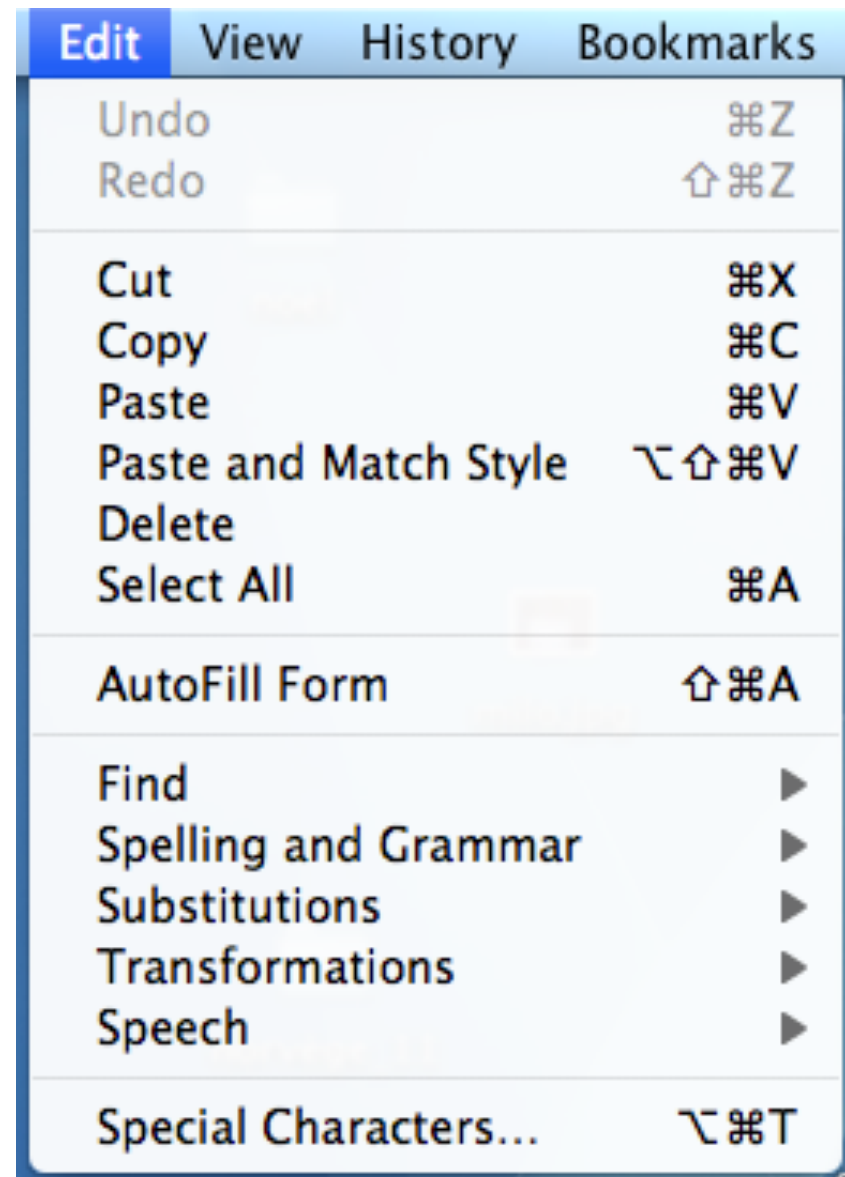 Edit View History Bookmarks
Undo ⌘Z
Redo ⇧⌘Z
Cut ⌘X
Copy ⌘C
Paste ⌘V
Paste and Match Style ⌥⇧⌘V
Delete
Select All ⌘A
AutoFill Form ⇧⌘A
Find ▶
Spelling and Grammar ▶
Substitutions ▶
Transformations ▶
Speech ▶
Special Characters... ⌥⌘T